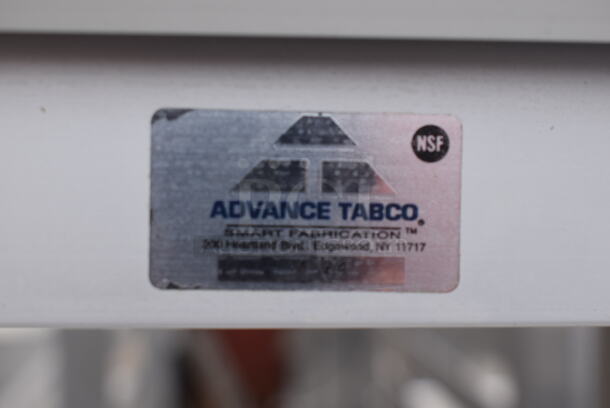 NSF
ADVANCE TABCO®
SMART FABRICATION™
200 Heartland Blvd., Edgewood, NY 11717